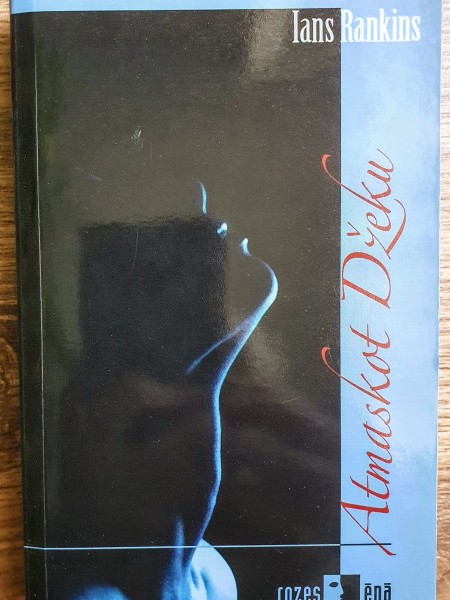 Ians Rankins
Atmaskot Džeku
rozes ēnā